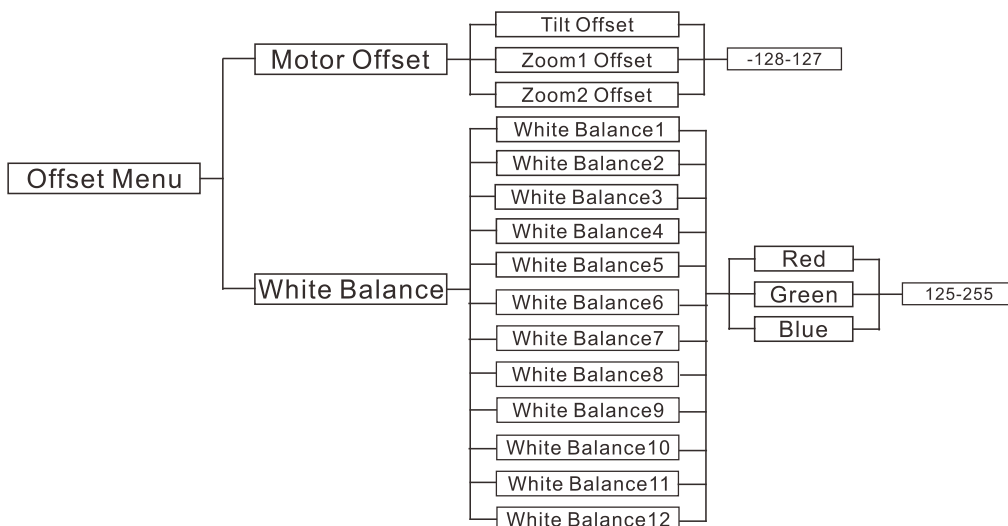 Offset Menu
Motor Offset
Tilt Offset
Zoom1 Offset
Zoom2 Offset
-128-127
White Balance
White Balance1
White Balance2
White Balance3
White Balance4
White Balance5
White Balance6
White Balance7
White Balance8
White Balance9
White Balance10
White Balance11
White Balance12
Red
Green
Blue
125-255